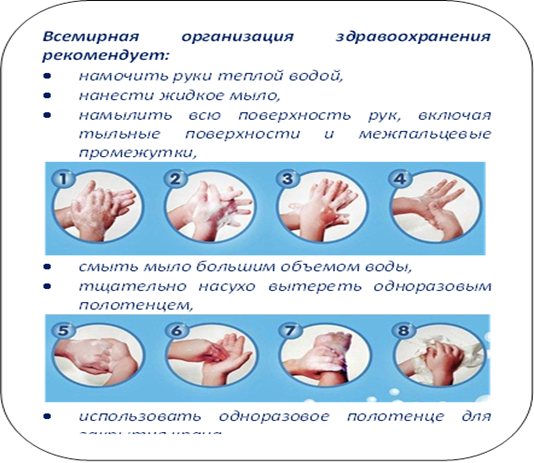 Всемирная организация здравоохранения
рекомендует:
• намочить руки теплой водой,
• нанести жидкое мыло,
• намылить всю поверхность рук, включая
тыльные поверхности и межпальцевые
промежутки,
1 2 3 4
• смыть мыло большим объемом воды,
• тщательно насухо вытереть одноразовым
полотенцем,
5 6 7 8
• использовать одноразовое полотенце для